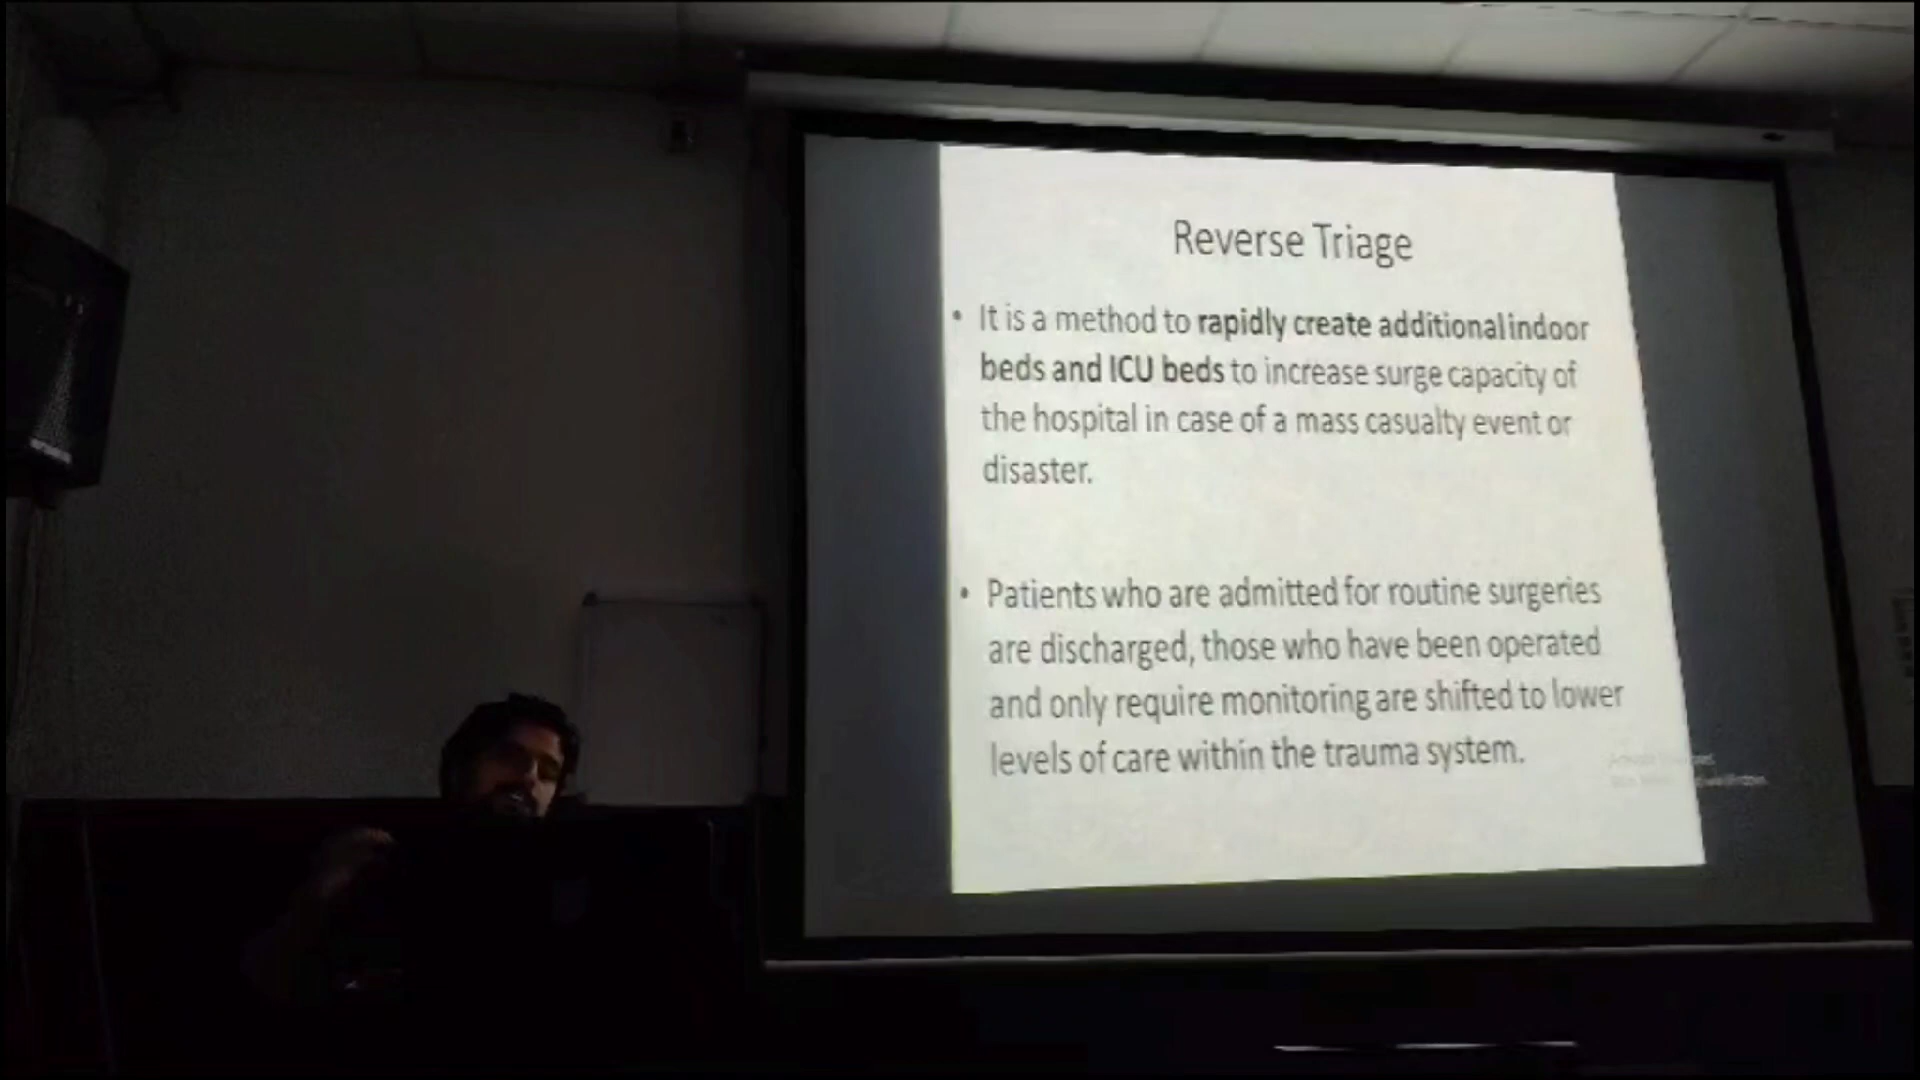 Reverse Triage
• It is a method to rapidly create additional indoor
beds and ICU beds to increase surge capacity of
the hospital in case of a mass casualty event or
disaster.
• Patients who are admitted for routine surgeries
are discharged, those who have been operated
and only require monitoring are shifted to lower
levels of care within the trauma system.